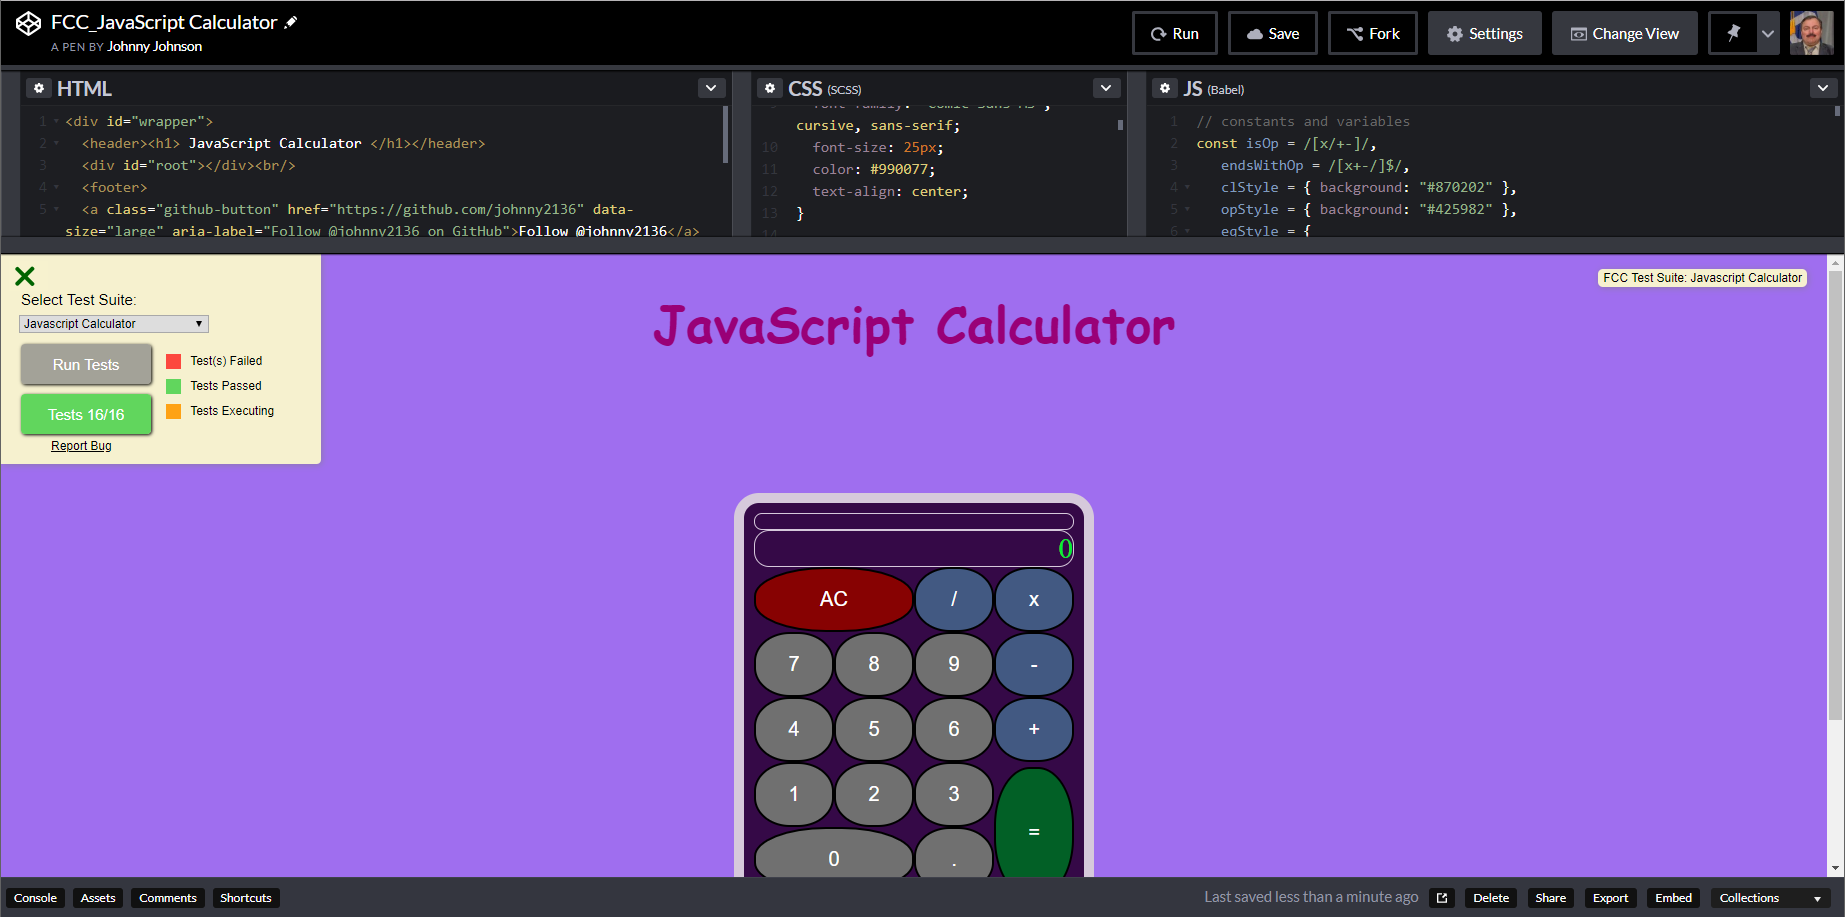 FCC_JavaScript Calculator
A PEN BY Johnny Johnson
Run
Save
Fork
Settings
Change View
HTML
1 <div id="wrapper">
2 <header><h1> JavaScript Calculator </h1></header>
3 <div id="root"></div><br/>
4 <footer>
5 <a class="github-button" href="https://github.com/johnny2136" data-
size="large" aria-label="Follow @johnny2136 on GitHub">Follow @johnny2136</a>
CSS (SCSS)
9 font-family: "Comic Sans MS",
cursive, sans-serif;
10 font-size: 25px;
11 color: #990077;
12 text-align: center;
13 }
14
JS (Babel)
1 // constants and variables
2 const isOp = /[x/+-]/,
3 endsWithOp = /[x+-/]$/,
4 clStyle = { background: "#870202" },
5 opStyle = { background: "#425982" },
6 eqStyle = {
Select Test Suite:
Javascript Calculator
Run Tests
Tests 16/16
Report Bug
Test(s) Failed
Tests Passed
Tests Executing
FCC Test Suite: Javascript Calculator
JavaScript Calculator
0
AC / x
7 8 9 -
4 5 6 +
1 2 3 =
0 .
Console
Assets
Comments
Shortcuts
Last saved less than a minute ago
Delete
Share
Export
Embed
Collections